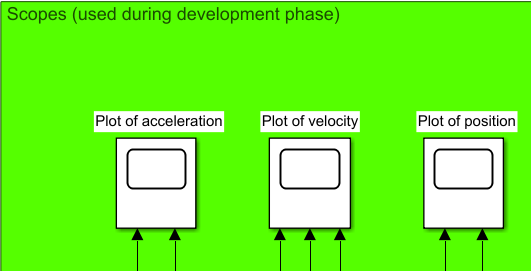 Scopes (used during development phase)
Plot of acceleration
Plot of velocity
Plot of position